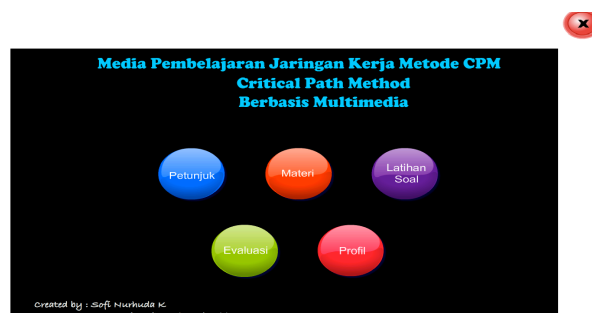 Media Pembelajaran Jaringan Kerja Metode CPM
Critical Path Method
Berbasis Multimedia
Petunjuk
Materi
Latihan
Soal
Evaluasi
Profil
Created by : Sofi Nurhuda K